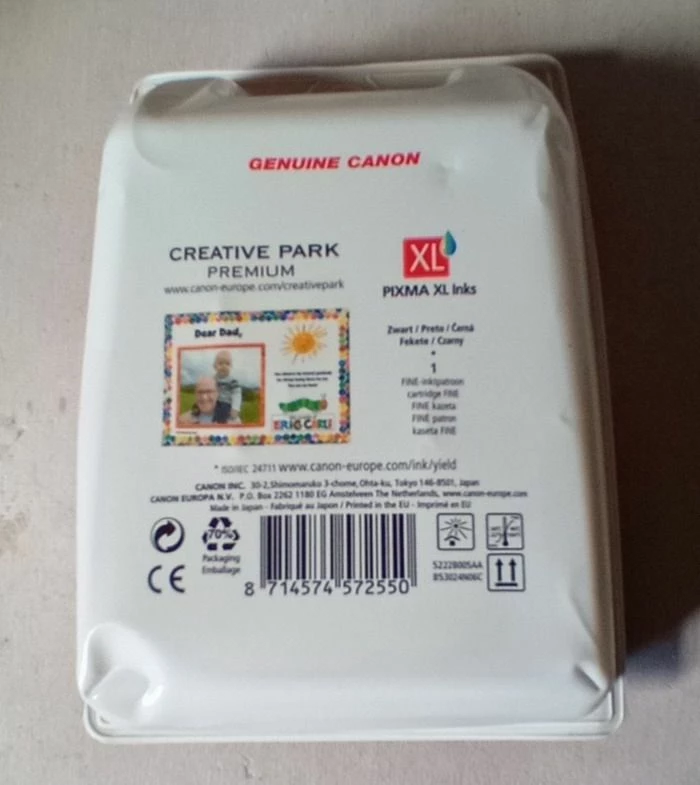 GENUINE CANON
CREATIVE PARK
PREMIUM
www.canon-europe.com/creativepark
Dear Dad,
ERIC CARLE
XL
PIXMA XL Inks
Zwart / Preto / Černá
Fekete / Czarny
*
1
FINE-inktpatroon
cartridge FINE
FINE kazeta
FINE patron
kaseta FINE
* ISO/IEC 24711 www.canon-europe.com/ink/yield
CANON INC. 30-2, Shimomaruko 3-chome, Ohta-ku, Tokyo 146-8501, Japan
CANON EUROPA N.V. P.O. Box 2262 1180 EG Amstelveen The Netherlands, www.canon-europe.com
Made in Japan - Fabriqué au Japon / Printed in the EU - Imprimé en EU
70%
Packaging
Emballage
CE
8 714574 572550
5222B005AA